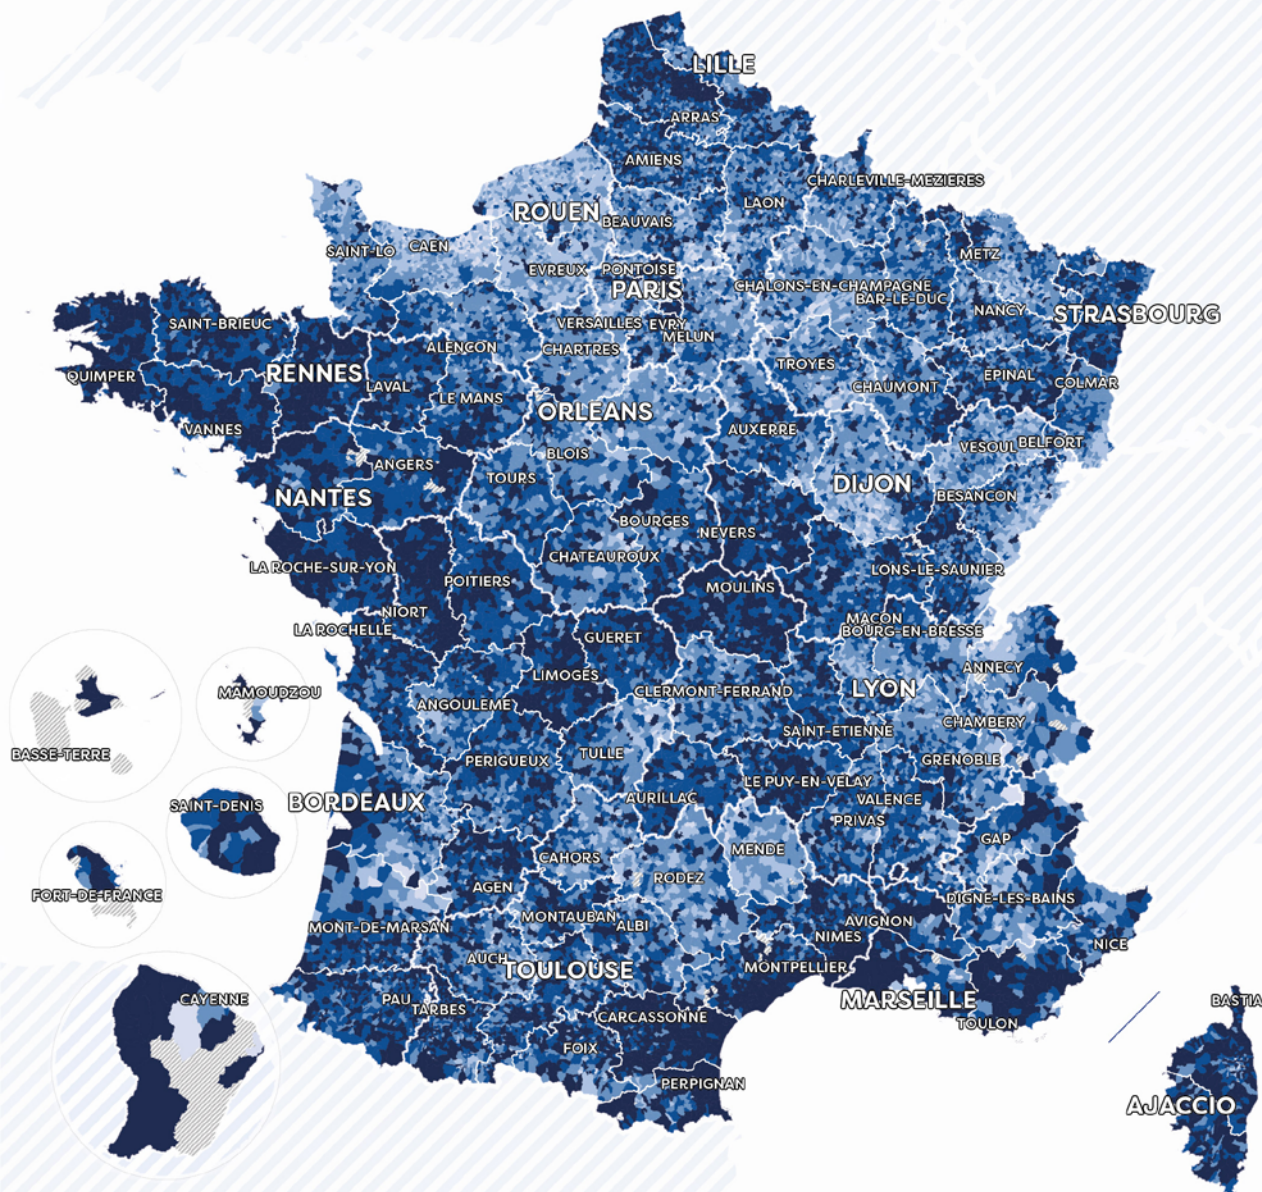 LILLE
ARRAS
AMIENS
CHARLEVILLE-MEZIERES
LAON
ROUEN
BEAUVAIS
SAINT-LO
CAEN
METZ
EVREUX
PONTOISE
PARIS
CHALONS-EN-CHAMPAGNE
BAR-LE-DUC
NANCY
STRASBOURG
SAINT-BRIEUC
VERSAILLES
EVRY
MELUN
ALENCON
CHARTRES
TROYES
QUIMPER
RENNES
LAVAL
CHAUMONT
EPINAL
COLMAR
LE MANS
ORLEANS
VANNES
AUXERRE
VESOUL
BELFORT
ANGERS
BLOIS
TOURS
DIJON
NANTES
BESANCON
BOURGES
NEVERS
CHATEAUROUX
LA ROCHE-SUR-YON
POITIERS
MOULINS
LONS-LE-SAUNIER
NIORT
MACON
LA ROCHELLE
GUERET
BOURG-EN-BRESSE
ANNECY
LIMOGES
MAMOUDZOU
CLERMONT-FERRAND
LYON
ANGOULEME
CHAMBERY
SAINT-ETIENNE
BASSE-TERRE
PERIGUEUX
TULLE
GRENOBLE
LE PUY-EN-VELAY
SAINT-DENIS
BORDEAUX
AURILLAC
VALENCE
PRIVAS
GAP
CAHORS
MENDE
RODEZ
AGEN
FORT-DE-FRANCE
DIGNE-LES-BAINS
MONTAUBAN
ALBI
AVIGNON
MONT-DE-MARSAN
NIMES
NICE
AUCH
TOULOUSE
MONTPELLIER
CAYENNE
PAU
TARBES
MARSEILLE
BASTIA
CARCASSONNE
TOULON
FOIX
PERPIGNAN
AJACCIO